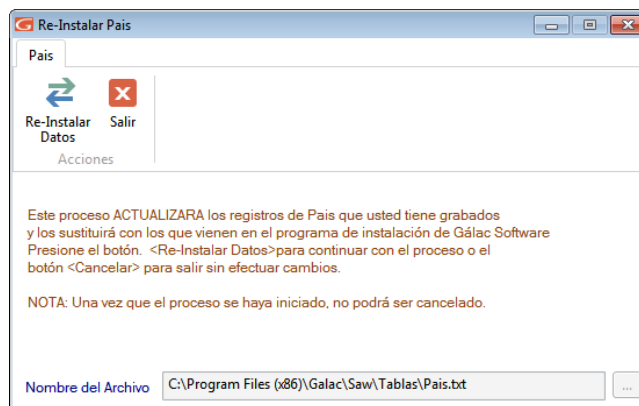 Re-Instalar Pais
Pais
Re-Instalar
Datos
Salir
Acciones
Este proceso ACTUALIZARA los registros de Pais que usted tiene grabados
y los sustituirá con los que vienen en el programa de instalación de Gálac Software
Presione el botón. <Re-Instalar Datos>para continuar con el proceso o el
botón <Cancelar> para salir sin efectuar cambios.
NOTA: Una vez que el proceso se haya iniciado, no podrá ser cancelado.
Nombre del Archivo
C:\Program Files (x86)\Galac\Saw\Tablas\Pais.txt
...